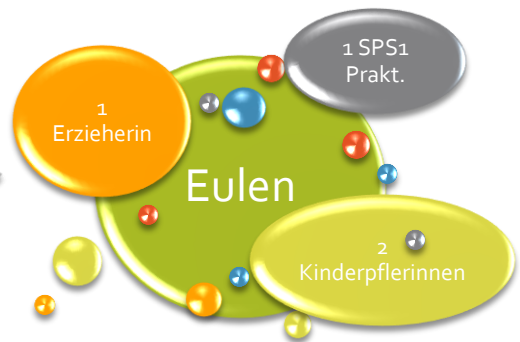 1 SPS1
Prakt.
1
Erzieherin
Eulen
2
Kinderpflerinnen